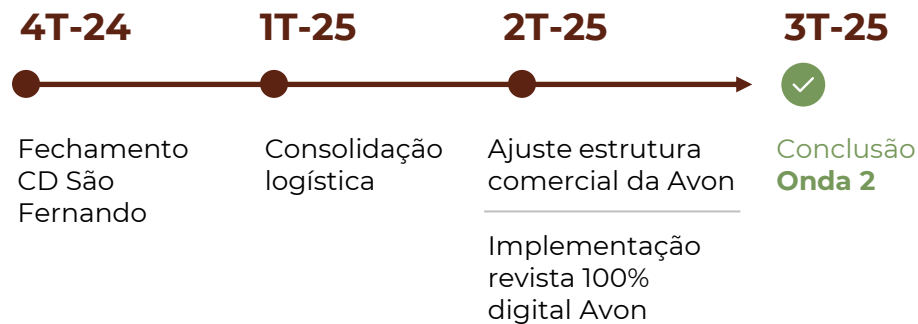 4T-24
1T-25
2T-25
3T-25
Fechamento
CD São
Fernando
Consolidação
logística
Ajuste estrutura
comercial da Avon
Implementação
revista 100%
digital Avon
Conclusão
Onda 2